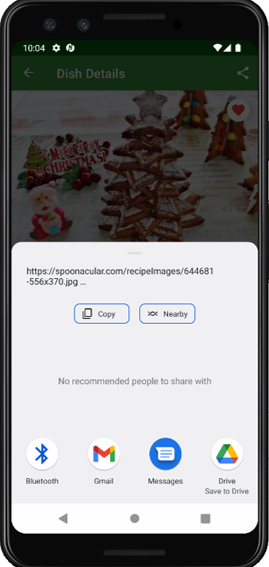 10:04
Dish Details
MERRY
CHRISTMAS
https://spoonacular.com/recipeImages/644681
-556x370.jpg ...
Copy
Nearby
No recommended people to share with
Bluetooth
Gmail
Messages
Drive
Save to Drive